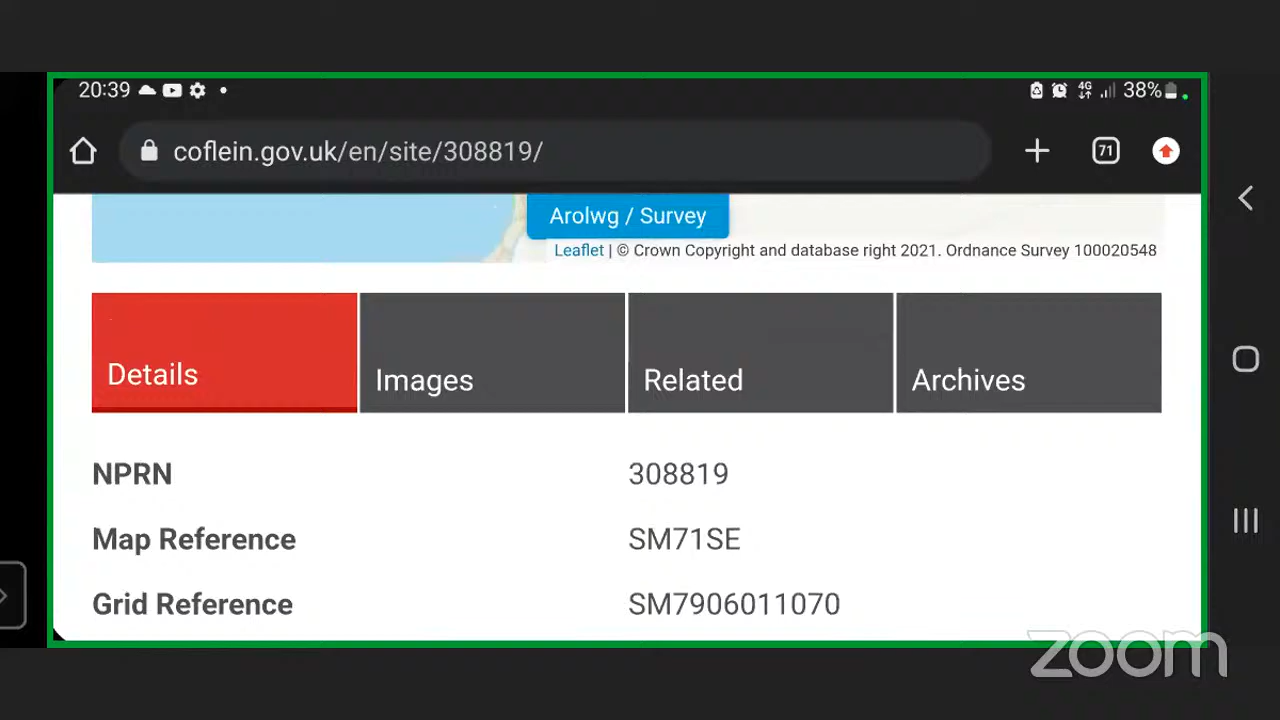 20:39 38%
4G
coflein.gov.uk/en/site/308819/
71
Arolwg / Survey
Leaflet | © Crown Copyright and database right 2021. Ordnance Survey 100020548
Details Images Related Archives
NPRN 308819
Map Reference SM71SE
Grid Reference SM7906011070
zoom